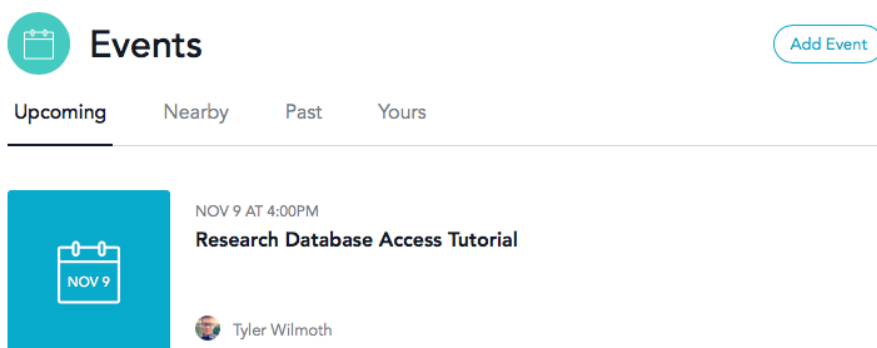 Events
Add Event
Upcoming Nearby Past Yours
NOV 9 AT 4:00PM
Research Database Access Tutorial
NOV 9
Tyler Wilmoth